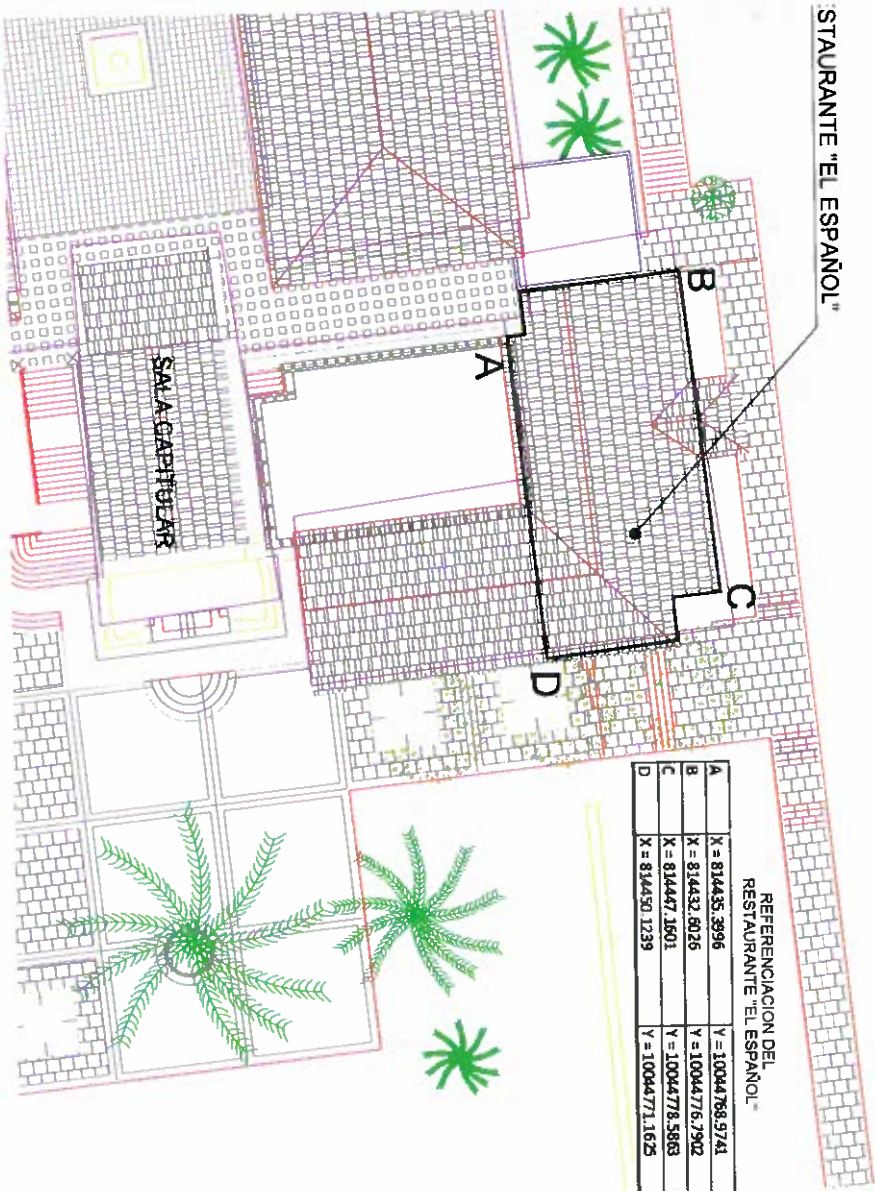 STAURANTE "EL ESPAÑOL"
B
A
C
D
SALA CAPITULAR
REFERENCIACION DEL
RESTAURANTE "EL ESPAÑOL"
A X = 814435.3996 Y = 10044768.9741
B X = 814432.8026 Y = 10044776.7902
C X = 814447.1601 Y = 10044778.5863
D X = 814450.1239 Y = 10044771.1625